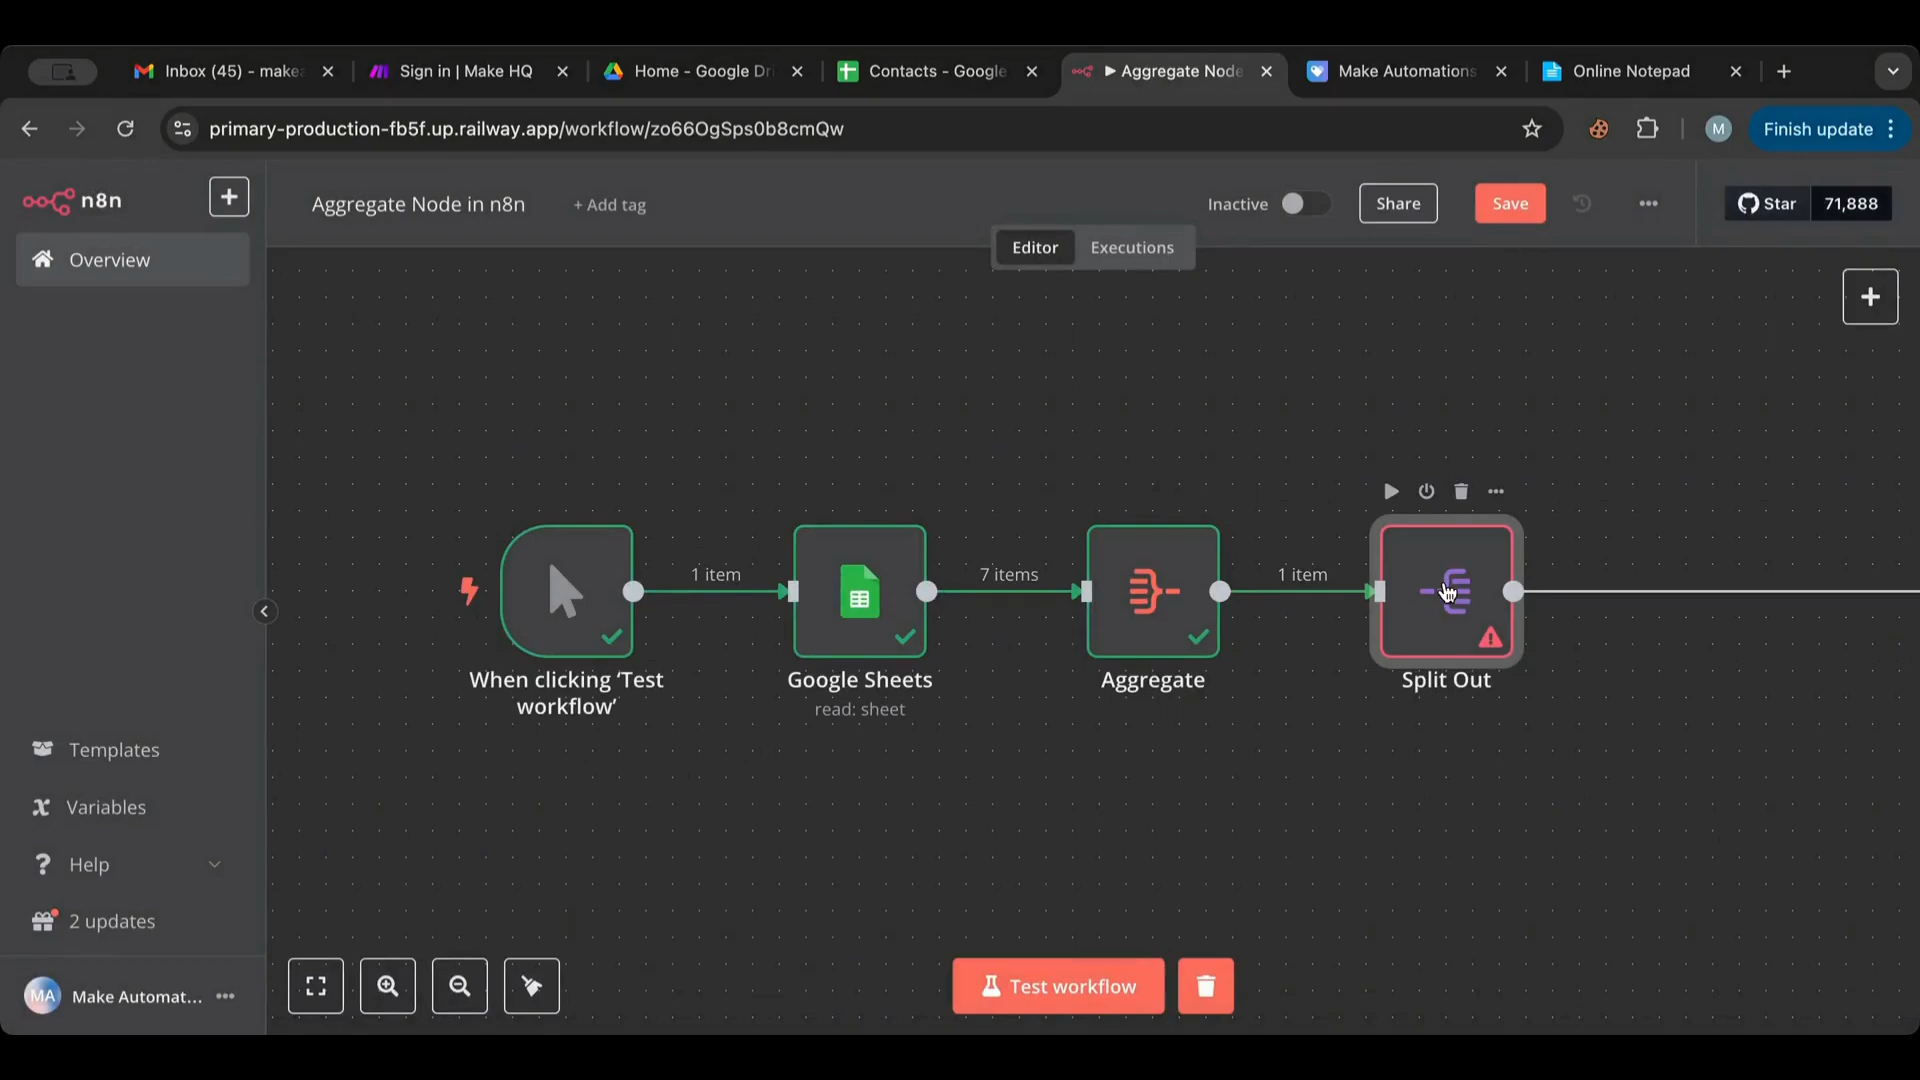 Inbox (45) - make
Sign in | Make HQ
Home - Google Dri
Contacts - Google
Aggregate Node
Make Automations
Online Notepad
primary-production-fb5f.up.railway.app/workflow/zo66OgSps0b8cmQw
M
Finish update
n8n
Aggregate Node in n8n
+ Add tag
Inactive
Share
Save
Star
71,888
Overview
Editor
Executions
1 item
7 items
1 item
When clicking ‘Test
workflow’
Google Sheets
read: sheet
Aggregate
Split Out
Templates
Variables
Help
2 updates
MA
Make Automat...
Test workflow